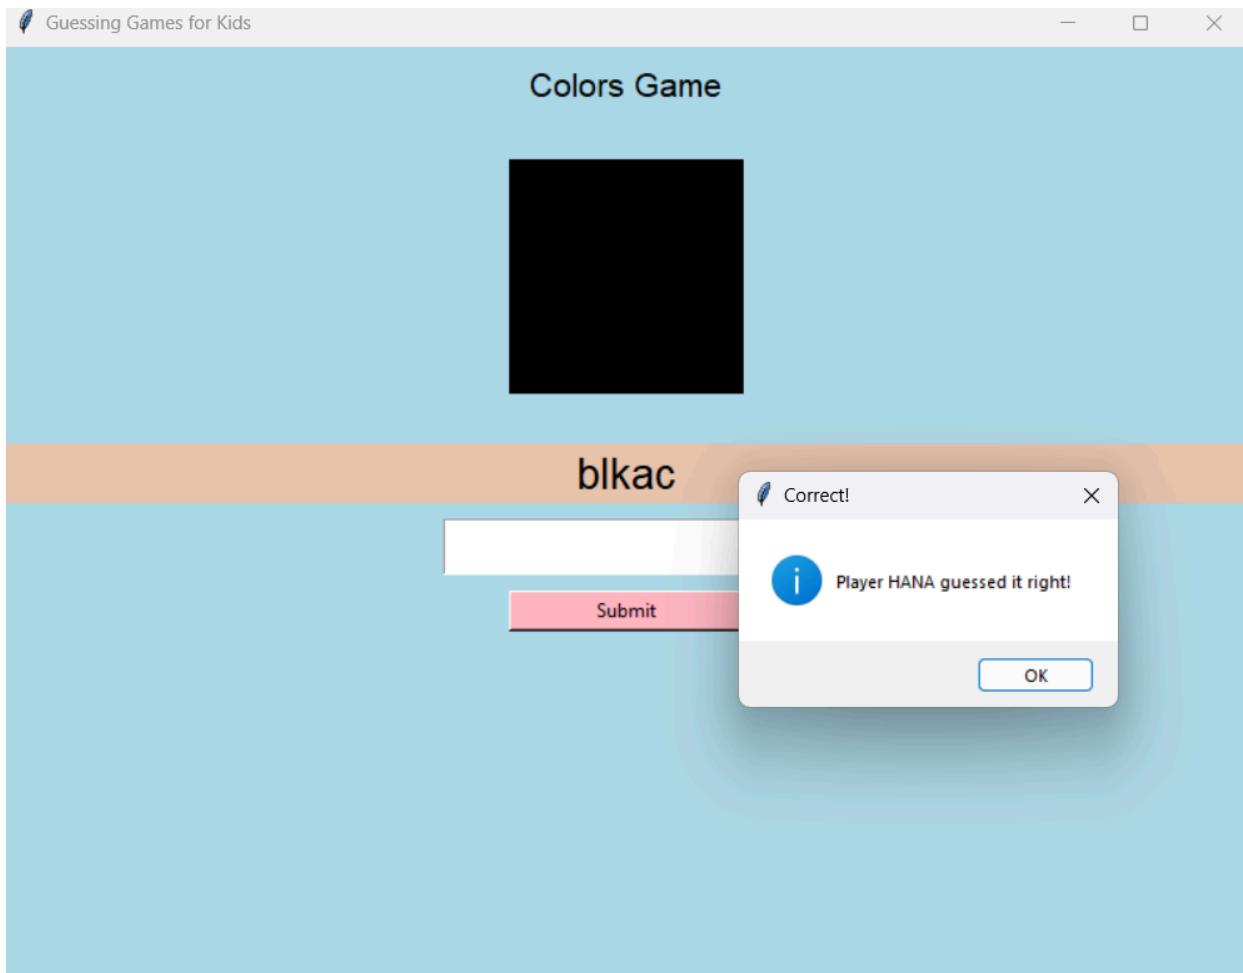 Guessing Games for Kids
Colors Game
blkac
Correct!
Player HANA guessed it right!
Submit
OK